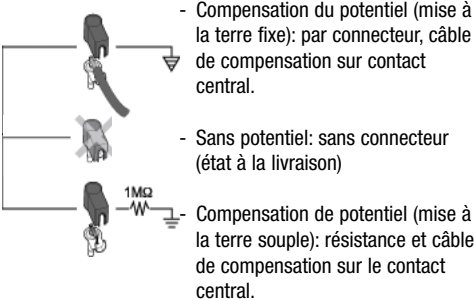 - Compensation du potentiel (mise à
la terre fixe): par connecteur, câble
de compensation sur contact
central.
- Sans potentiel: sans connecteur
(état à la livraison)
1MΩ
- Compensation de potentiel (mise à
la terre souple): résistance et câble
de compensation sur le contact
central.